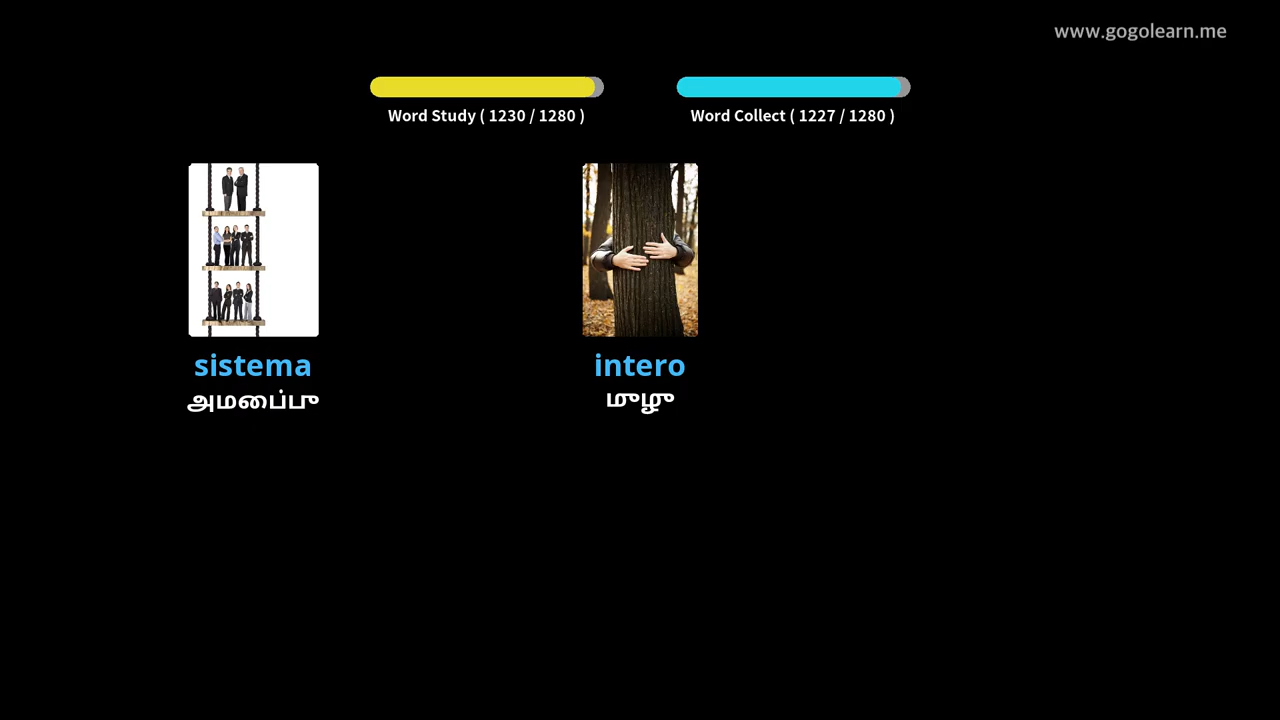 www.gogolearn.me
Word Study ( 1230 / 1280 )
Word Collect ( 1227 / 1280 )
sistema
அமைப்பு
intero
முழு